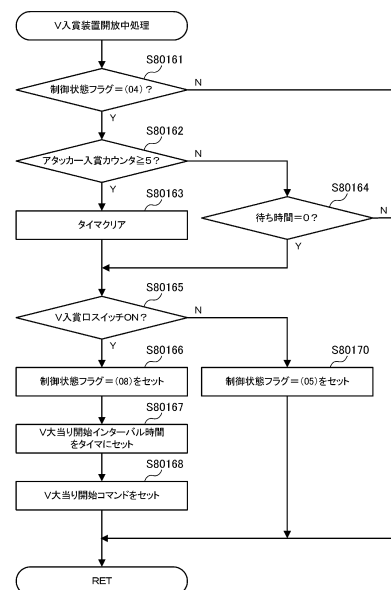 V入賞装置開放中処理
S80161
制御状態フラグ=(04)?
N
Y
S80162
アタッカー入賞カウンタ≧5?
N
Y
S80163
タイマクリア
S80164
待ち時間=0?
N
Y
S80165
V入賞口スイッチON?
N
Y
S80166
制御状態フラグ=(08)をセット
S80170
制御状態フラグ=(05)をセット
S80167
V大当り開始インターバル時間
をタイマにセット
S80168
V大当り開始コマンドをセット
RET